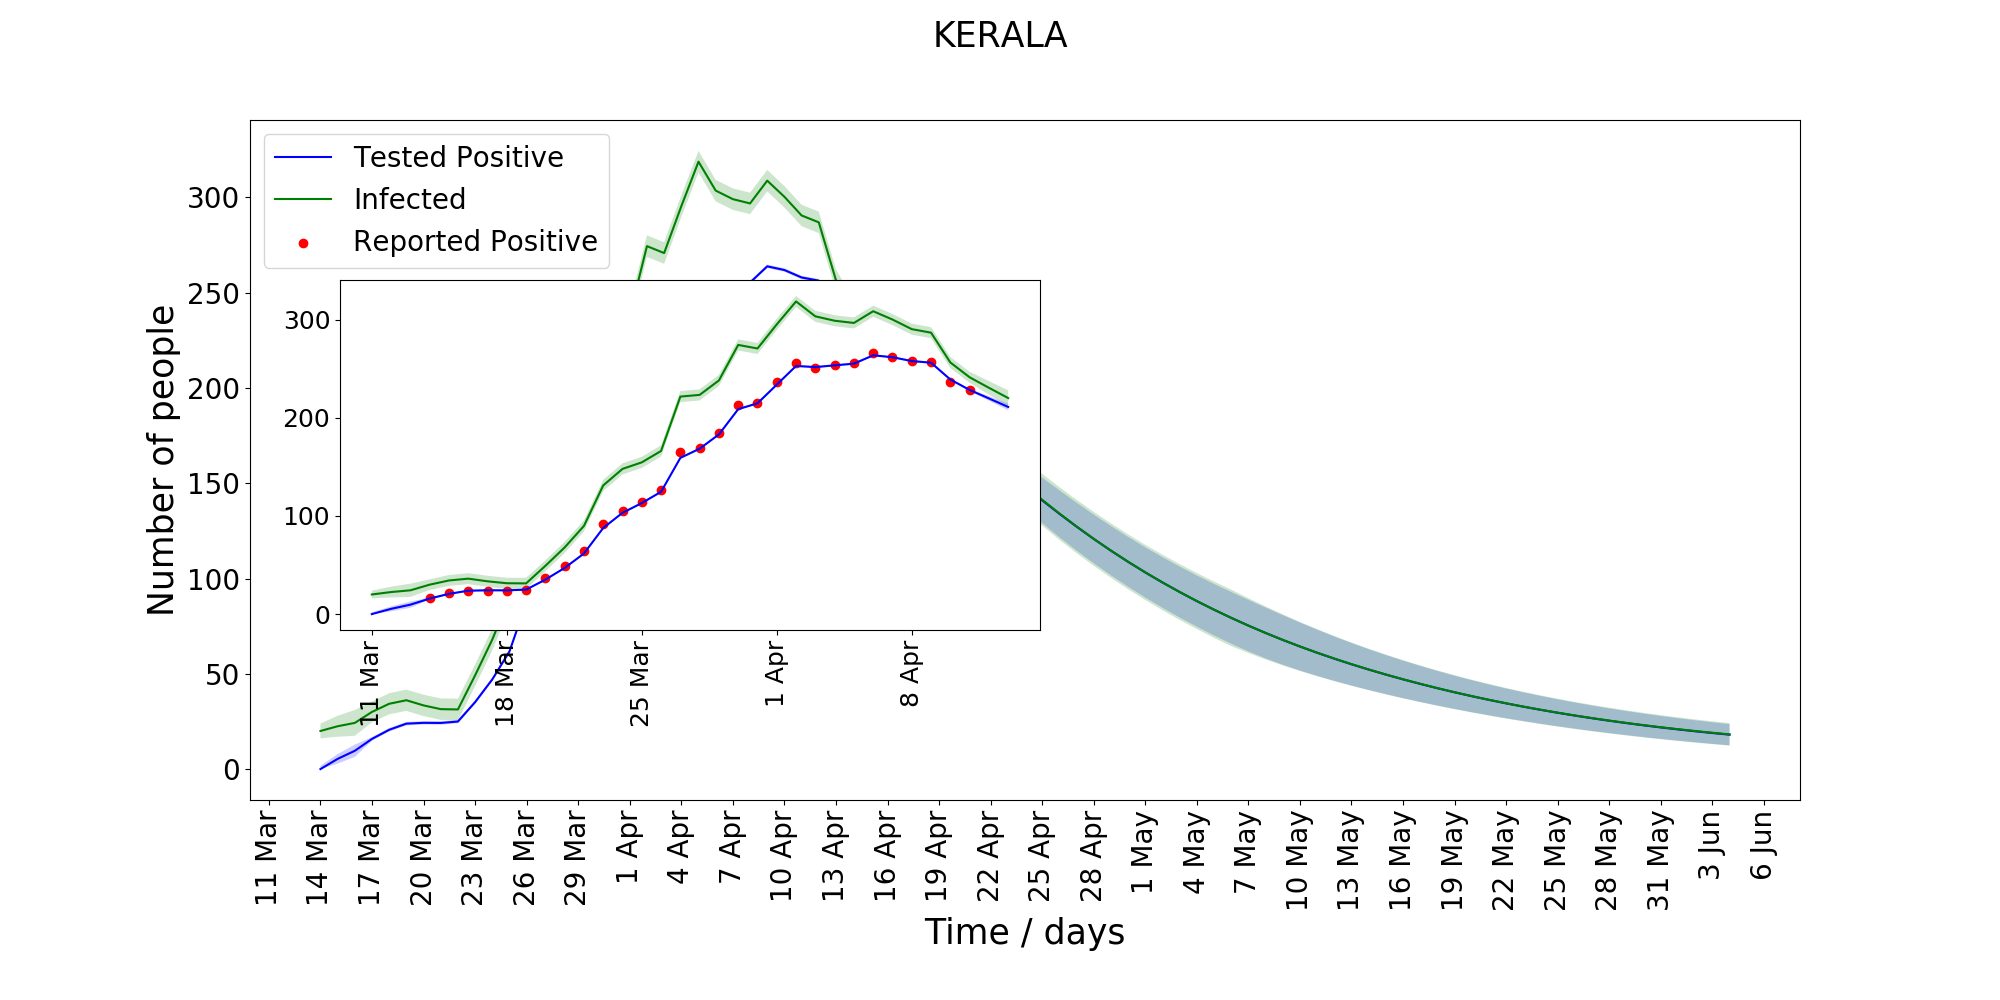 KERALA
Tested Positive
Infected
Reported Positive
Number of people
300
250
200
150
100
50
0
300
200
100
0
11 Mar
18 Mar
25 Mar
1 Apr
8 Apr
11 Mar
14 Mar
17 Mar
20 Mar
23 Mar
26 Mar
29 Mar
1 Apr
4 Apr
7 Apr
10 Apr
13 Apr
16 Apr
19 Apr
22 Apr
25 Apr
28 Apr
1 May
4 May
7 May
10 May
13 May
16 May
19 May
22 May
25 May
28 May
31 May
3 Jun
6 Jun
Time / days